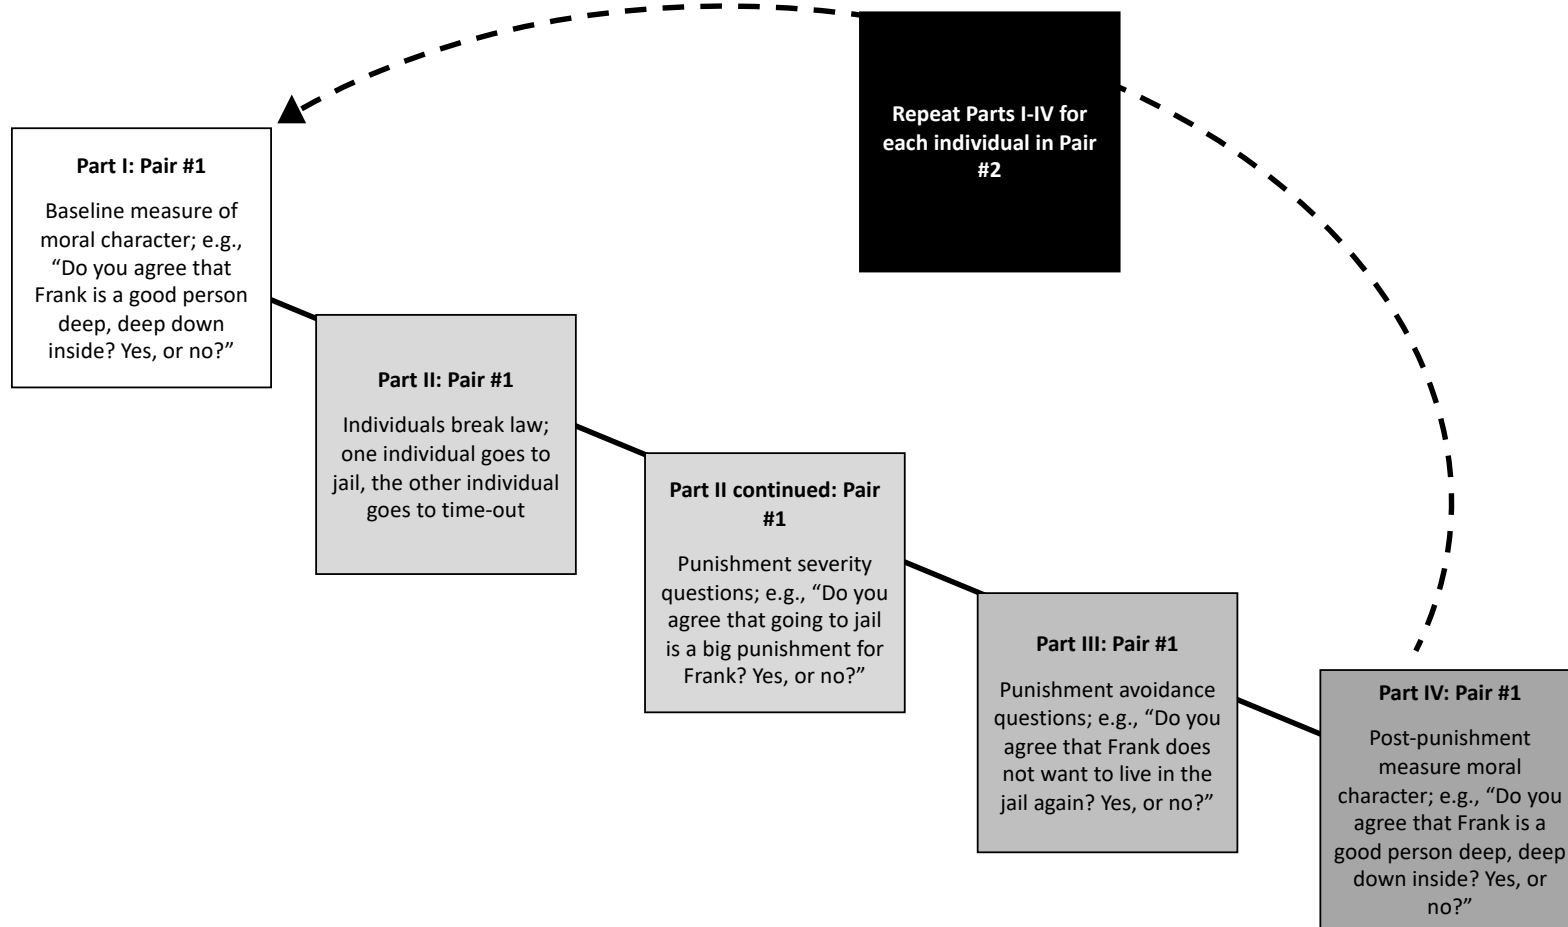 Repeat Parts I-IV for
each individual in Pair
#2
Part I: Pair #1
Baseline measure of
moral character; e.g.,
“Do you agree that
Frank is a good person
deep, deep down
inside? Yes, or no?”
Part II: Pair #1
Individuals break law;
one individual goes to
jail, the other individual
goes to time-out
Part II continued: Pair
#1
Punishment severity
questions; e.g., “Do you
agree that going to jail
is a big punishment for
Frank? Yes, or no?”
Part III: Pair #1
Punishment avoidance
questions; e.g., “Do you
agree that Frank does
not want to live in the
jail again? Yes, or no?”
Part IV: Pair #1
Post-punishment
measure moral
character; e.g., “Do you
agree that Frank is a
good person deep, deep
down inside? Yes, or
no?”